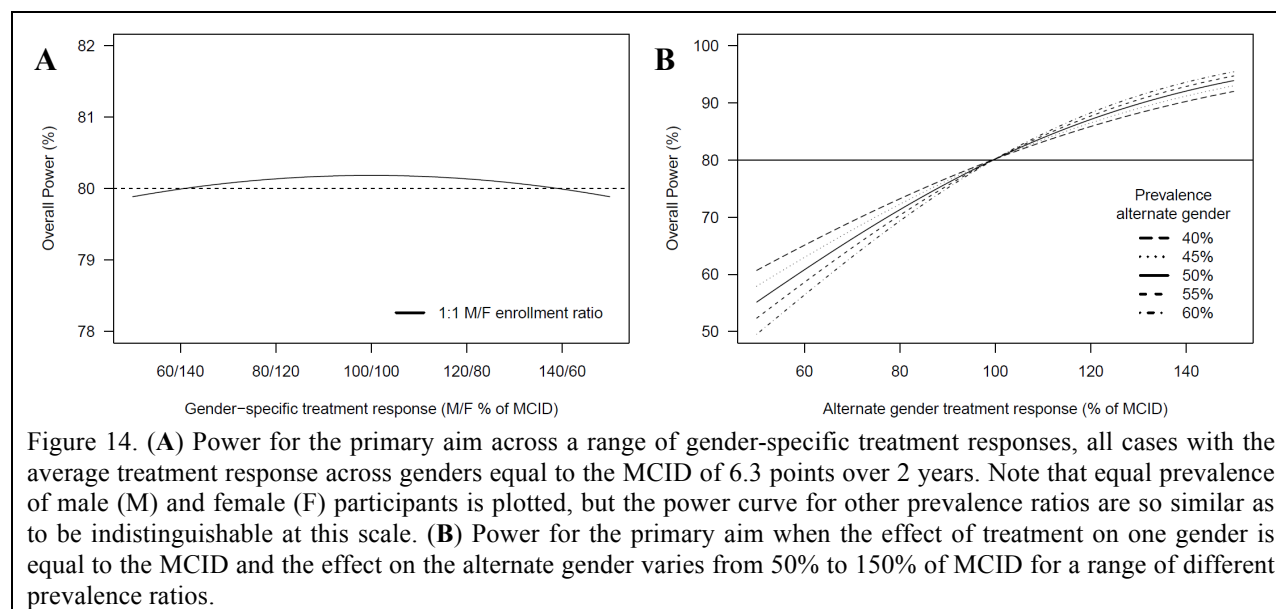 A
82
81
80
79
78
Overall Power (%)
1:1 M/F enrollment ratio
60/140 80/120 100/100 120/80 140/60
Gender−specific treatment response (M/F % of MCID)
B
100
90
80
70
60
50
Overall Power (%)
Prevalence
alternate gender
40%
45%
50%
55%
60%
60 80 100 120 140
Alternate gender treatment response (% of MCID)
Figure 14. (A) Power for the primary aim across a range of gender-specific treatment responses, all cases with the
average treatment response across genders equal to the MCID of 6.3 points over 2 years. Note that equal prevalence
of male (M) and female (F) participants is plotted, but the power curve for other prevalence ratios are so similar as
to be indistinguishable at this scale. (B) Power for the primary aim when the effect of treatment on one gender is
equal to the MCID and the effect on the alternate gender varies from 50% to 150% of MCID for a range of different
prevalence ratios.